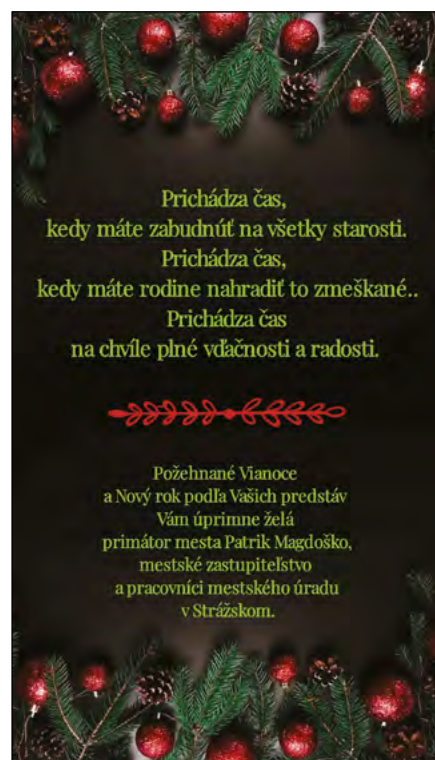 Prichádza čas,
kedy máte zabudnúť na všetky starosti.
Prichádza čas,
kedy máte rodine nahradiť to zmeškané..
Prichádza čas
na chvíle plné vďačnosti a radosti.
Požehnané Vianoce
a Nový rok podľa Vašich predstáv
Vám úprimne želá
primátor mesta Patrik Magdoško,
mestské zastupiteľstvo
a pracovníci mestského úradu
v Strážskom.